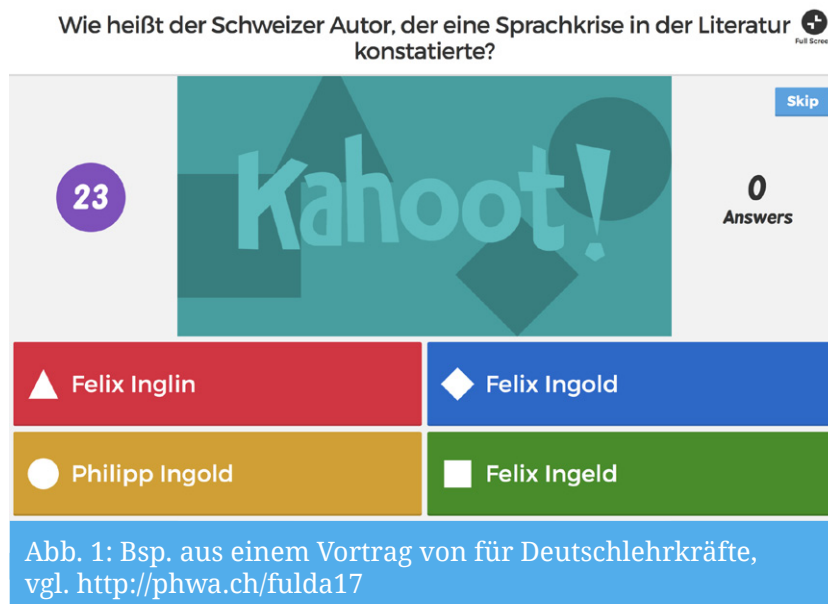 Wie heißt der Schweizer Autor, der eine Sprachkrise in der Literatur
konstatierte?
Full Scree
Skip
23
Kahoot!
0
Answers
Felix Inglin
Felix Ingold
Philipp Ingold
Felix Ingeld
Abb. 1: Bsp. aus einem Vortrag von für Deutschlehrkräfte,
vgl. http://phwa.ch/fulda17